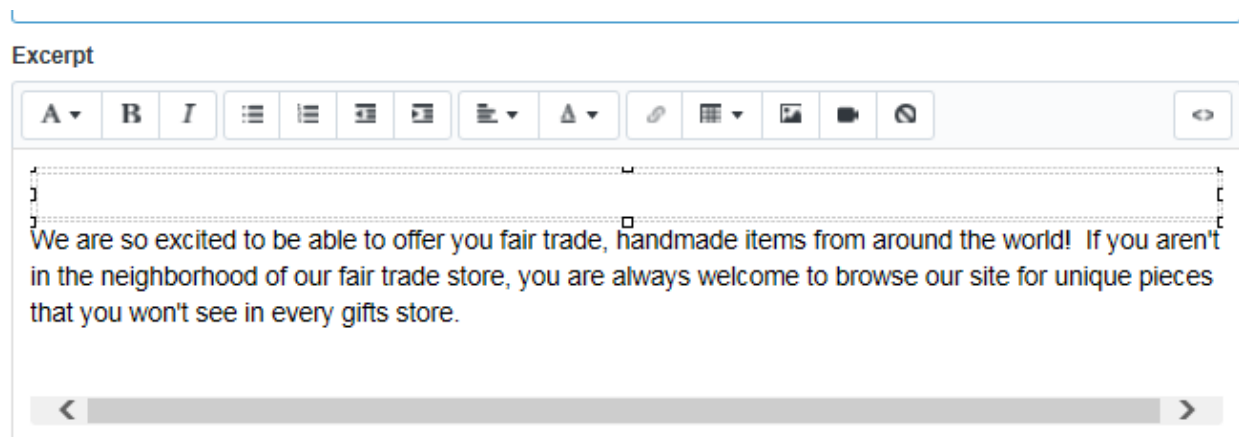 Excerpt
A B I A
We are so excited to be able to offer you fair trade, handmade items from around the world!  If you aren't
in the neighborhood of our fair trade store, you are always welcome to browse our site for unique pieces
that you won't see in every gifts store.